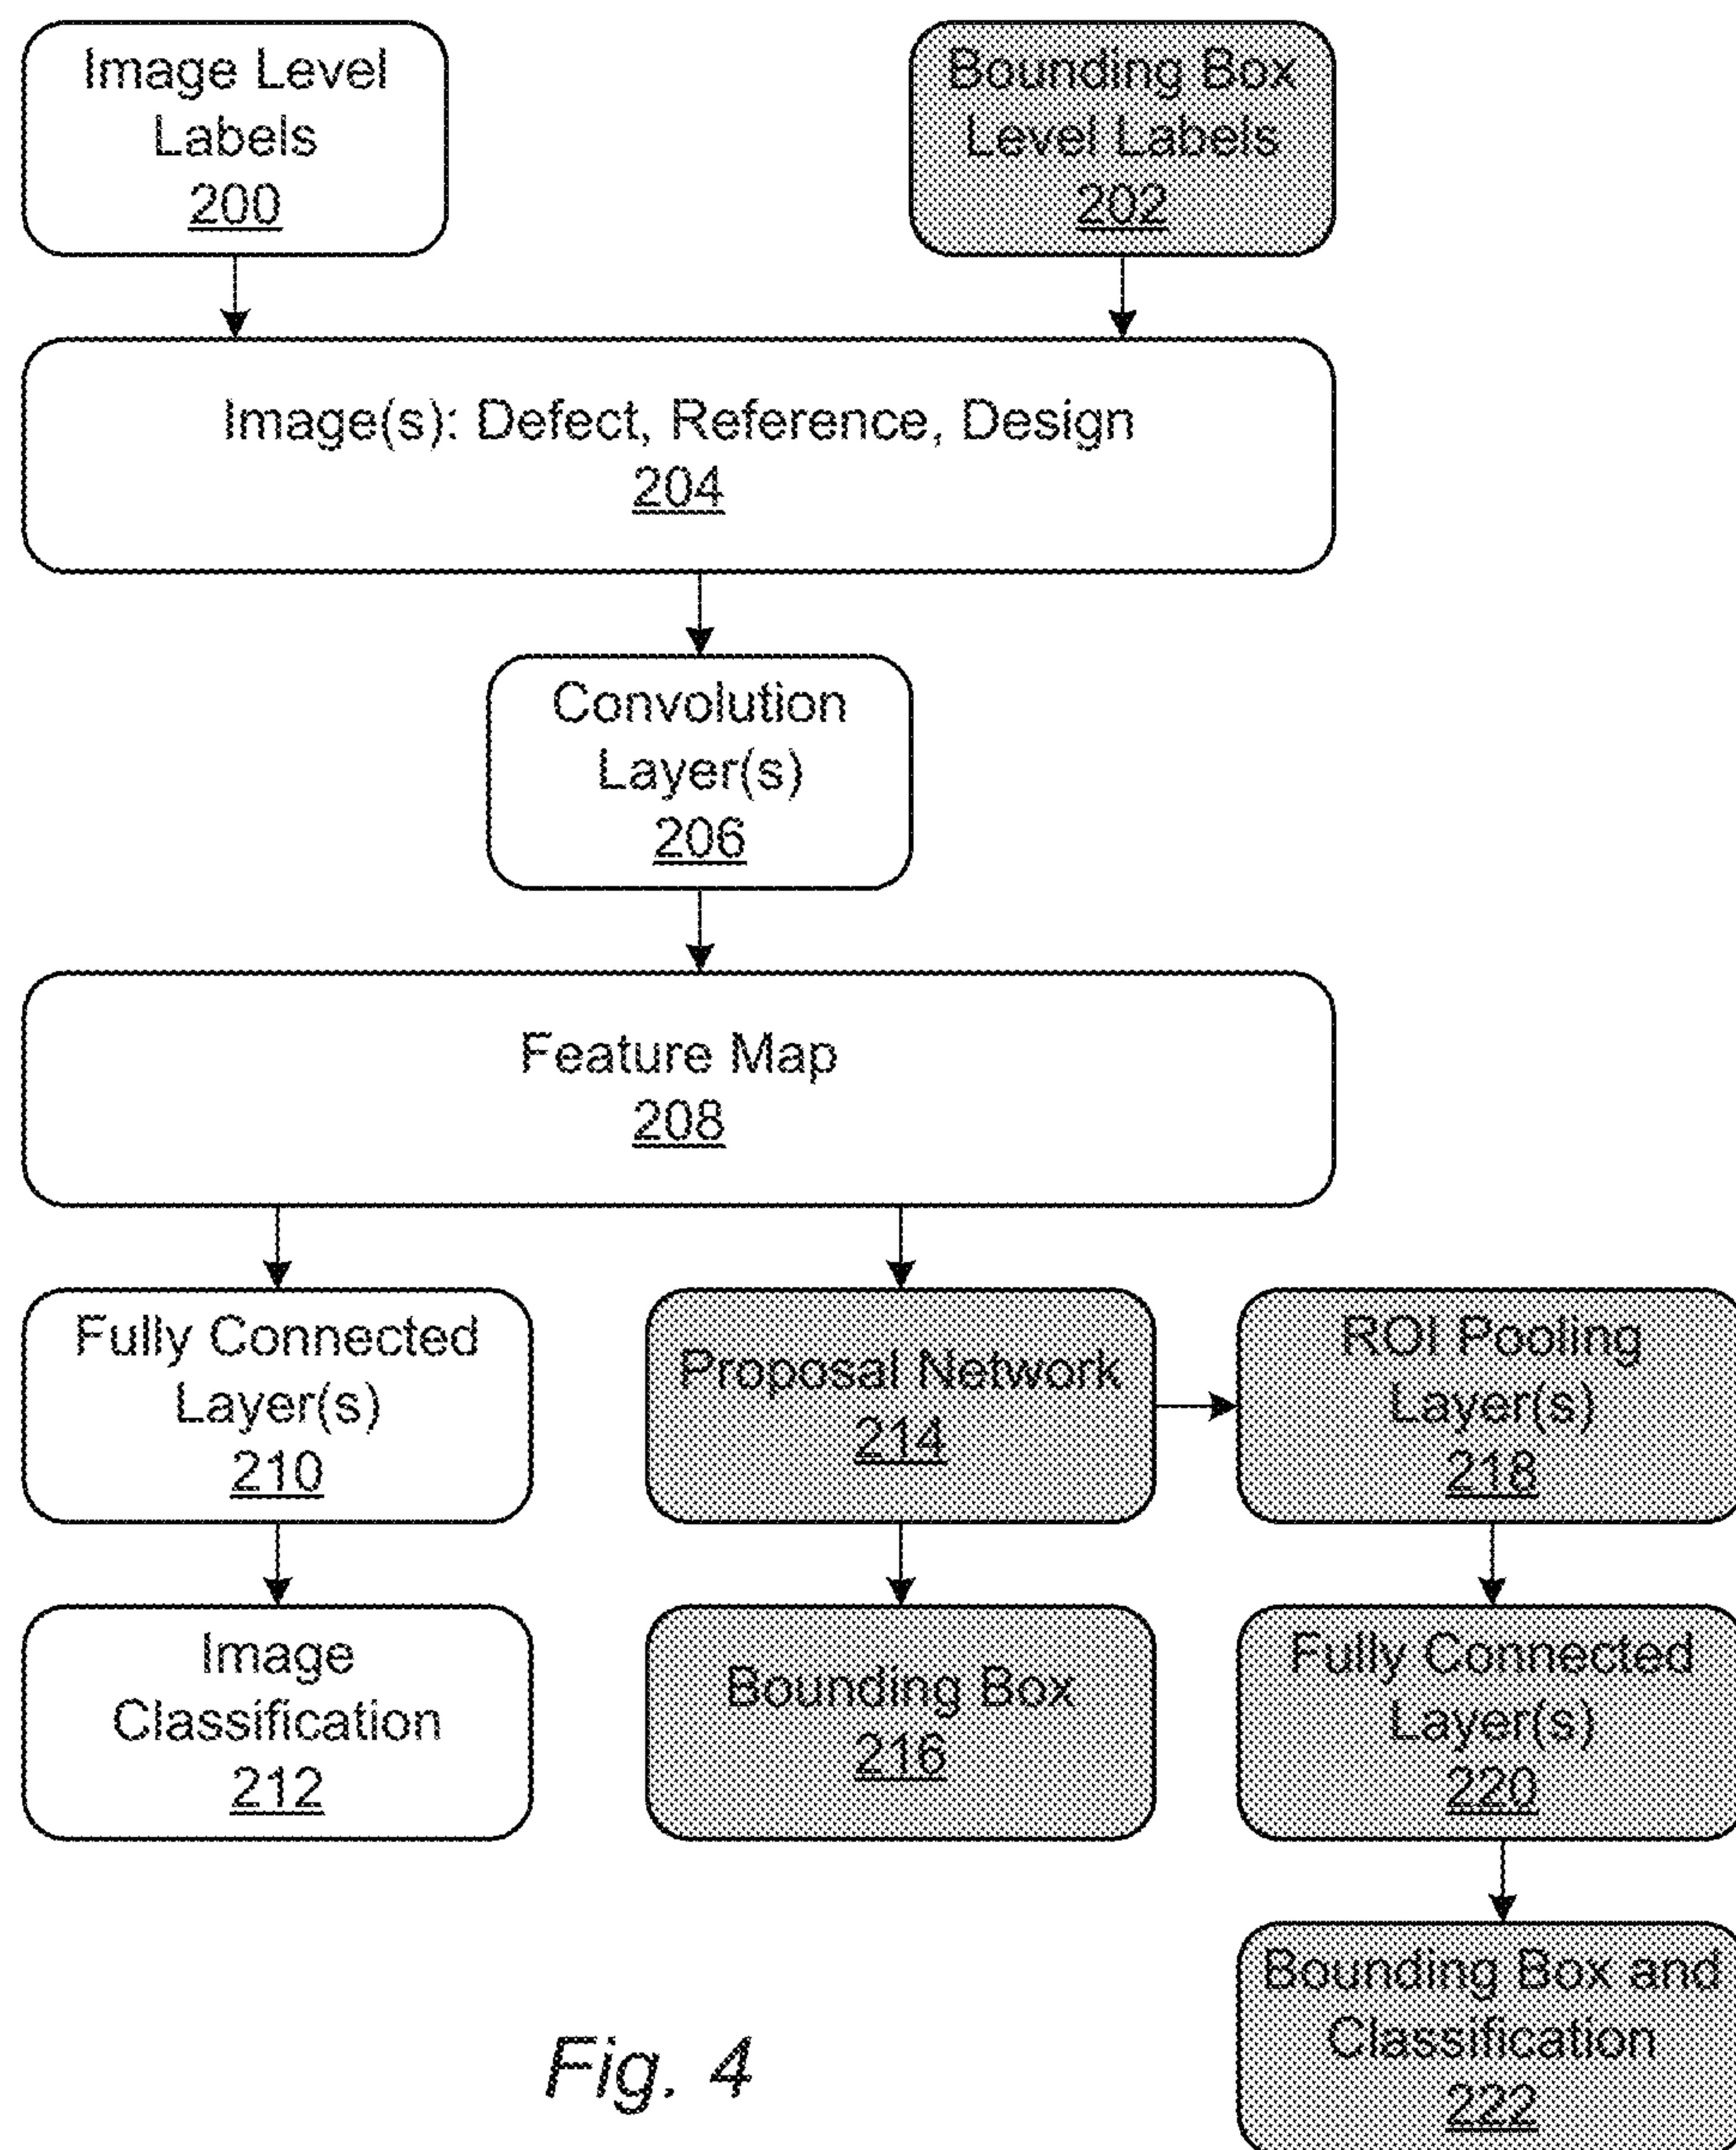 Image Level
Labels
200
Bounding Box
Level Labels
202
Image(s): Defect, Reference, Design
204
Convolution
Layer(s)
206
Feature Map
208
Fully Connected
Layer(s)
210
Proposal Network
214
ROI Pooling
Layer(s)
218
Image
Classification
212
Bounding Box
216
Fully Connected
Layer(s)
220
Bounding Box and
Classification
222
Fig. 4